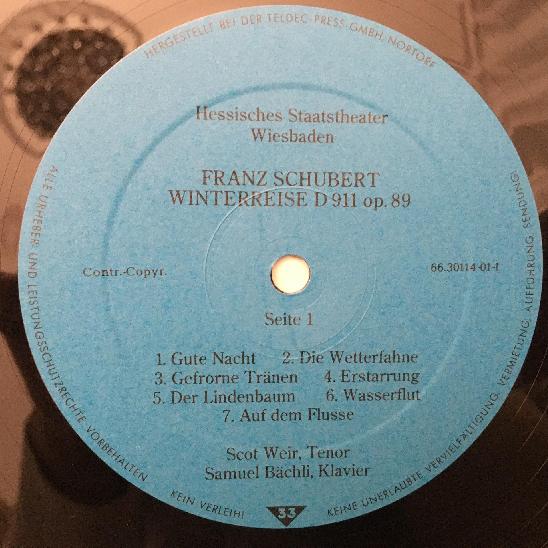 HERGESTELLT BEI DER TELDEC-PRESS-GMBH, NORTORF
Hessisches Staatstheater
Wiesbaden
FRANZ SCHUBERT
WINTERREISE D 911 op. 89
Contr.-Copyr.
66.30114-01-1
Seite 1
1. Gute Nacht 2. Die Wetterfahne
3. Gefrorne Tränen 4. Erstarrung
5. Der Lindenbaum 6. Wasserflut
7. Auf dem Flusse
Scot Weir, Tenor
Samuel Bächli, Klavier
ALLE URHEBER- UND LEISTUNGSSCHUTZRECHTE VORBEHALTEN
KEIN VERLEIH!
33
KEINE UNERLAUBTE VERVIELFÄLTIGUNG, VERMIETUNG, AUFFÜHRUNG, SENDUNG!